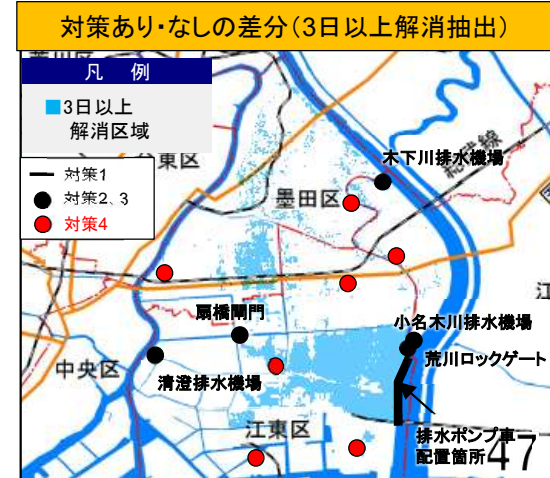 対策あり・なしの差分(3日以上解消抽出)
凡 例
3日以上
解消区域
対策1
対策2、3
対策4
台東区
総武線
木下川排水機場
墨田区
扇橋閘門
小名木川排水機場
荒川ロックゲート
中央区
清澄排水機場
江東区
排水ポンプ車
配置箇所
47